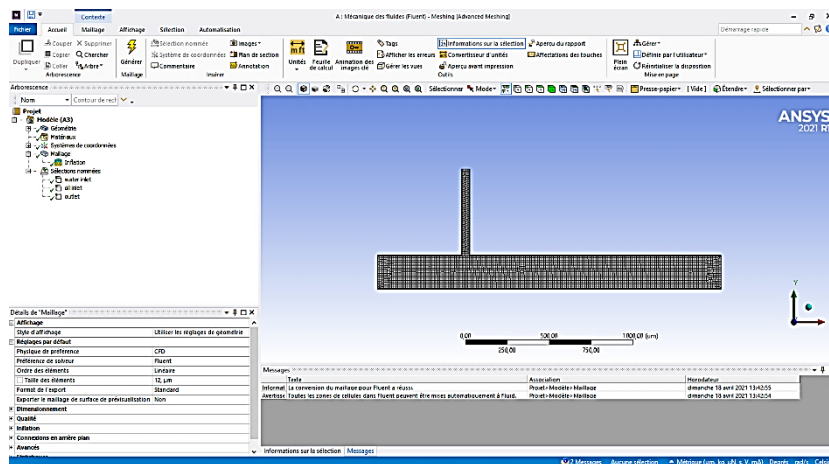 Contexte
A : Mécanique des fluides (Fluent) - Meshing [Advanced Meshing]
Fichier Accueil Maillage Affichage Sélection Automatisation
Démarrage rapide
Dupliquer
Couper Supprimer
Copier Chercher
Coller Arbre
Arborescence
Générer
Maillage
Sélection nommée Images
Système de coordonnées Plan de section
Commentaire Annotation
Insérer
Unités
Feuille de calcul
Animation des images clé
Tags
Afficher les erreurs
Gérer les vues
Informations sur la sélection
Convertisseur d'unités
Aperçu avant impression
Aperçu du rapport
Affectations des touches
Outils
Plein écran
Gérer
Définie par l'utilisateur
Réinitialiser la disposition
Mise en page
Arborescence
Sélectionner Mode Presse-papier [Vide] Étendre Sélectionner par
Nom Contour de rech
Projet
Modèle (A3)
Géométrie
Matériaux
Systèmes de coordonnées
Maillage
Inflation
Sélections nommées
water inlet
oil inlet
outlet
ANSYS
2021 R1
Y
0,00 500,00 1000,00 (um)
250,00 750,00
Détails de "Maillage"
Affichage
Style d'affichage Utiliser les réglages de géométrie
Réglages par défaut
Physique de préférence CFD
Préférence de solveur Fluent
Ordre des éléments Linéaire
Taille des éléments 12, µm
Format de l'export Standard
Exporter le maillage de surface de prévisualisation Non
Dimensionnement
Qualité
Inflation
Connexions en arrière plan
Avancés
Statistiques
Messages
Texte Association Horodateur
Informat La conversion du maillage pour Fluent a réussi. Projet>Modèle>Maillage dimanche 18 avril 2021 13:42:55
Avertisse Toutes les zones de cellules dans Fluent peuvent être mises automatiquement à Fluid. Projet>Modèle>Maillage dimanche 18 avril 2021 13:42:54
Informations sur la sélection Messages
2 Messages Aucune sélection Métrique (um, kg, µN, s, V, mA) Degrés rad/s Celsi